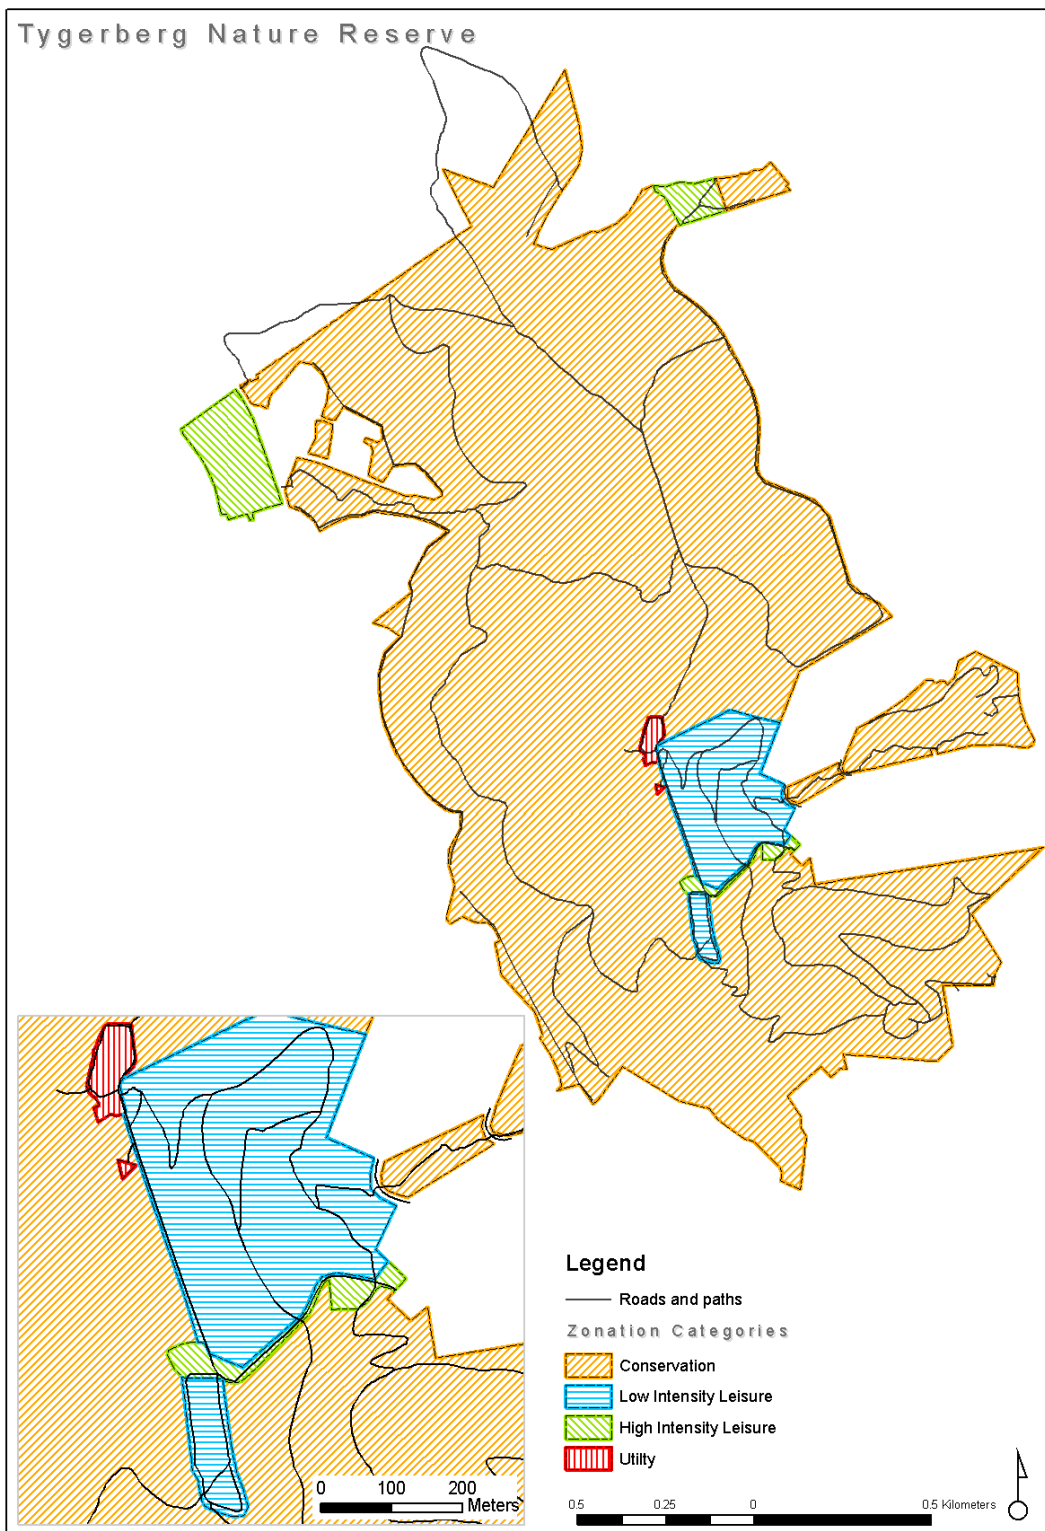 Tygerberg Nature Reserve
Legend
Roads and paths
Zonation Categories
Conservation
Low Intensity Leisure
High Intensity Leisure
Utilty
0 100 200
Meters
0.5 0.25 0 0.5 Kilometers